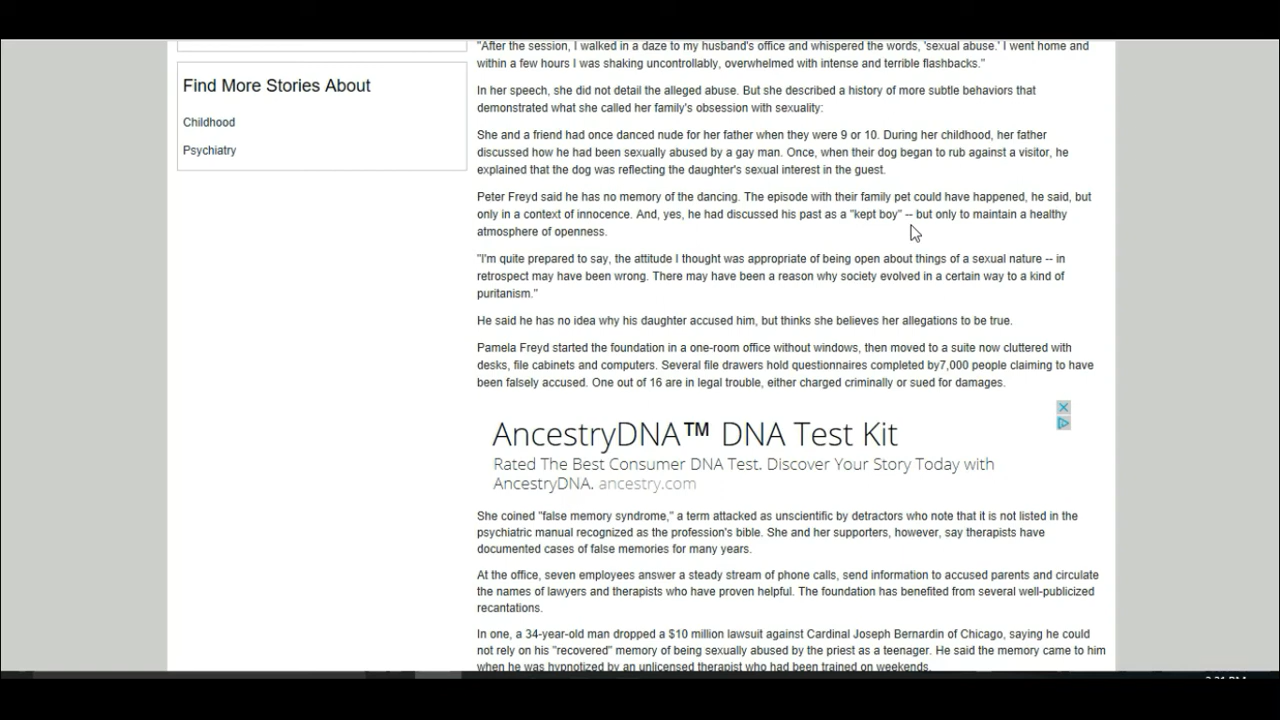 "After the session, I walked in a daze to my husband's office and whispered the words, 'sexual abuse.' I went home and
within a few hours I was shaking uncontrollably, overwhelmed with intense and terrible flashbacks."
Find More Stories About
Childhood
Psychiatry
In her speech, she did not detail the alleged abuse. But she described a history of more subtle behaviors that
demonstrated what she called her family's obsession with sexuality:
She and a friend had once danced nude for her father when they were 9 or 10. During her childhood, her father
discussed how he had been sexually abused by a gay man. Once, when their dog began to rub against a visitor, he
explained that the dog was reflecting the daughter's sexual interest in the guest.
Peter Freyd said he has no memory of the dancing. The episode with their family pet could have happened, he said, but
only in a context of innocence. And, yes, he had discussed his past as a "kept boy" -- but only to maintain a healthy
atmosphere of openness.
"I'm quite prepared to say, the attitude I thought was appropriate of being open about things of a sexual nature -- in
retrospect may have been wrong. There may have been a reason why society evolved in a certain way to a kind of
puritanism."
He said he has no idea why his daughter accused him, but thinks she believes her allegations to be true.
Pamela Freyd started the foundation in a one-room office without windows, then moved to a suite now cluttered with
desks, file cabinets and computers. Several file drawers hold questionnaires completed by7,000 people claiming to have
been falsely accused. One out of 16 are in legal trouble, either charged criminally or sued for damages.
AncestryDNA™ DNA Test Kit
Rated The Best Consumer DNA Test. Discover Your Story Today with
AncestryDNA. ancestry.com
She coined "false memory syndrome," a term attacked as unscientific by detractors who note that it is not listed in the
psychiatric manual recognized as the profession's bible. She and her supporters, however, say therapists have
documented cases of false memories for many years.
At the office, seven employees answer a steady stream of phone calls, send information to accused parents and circulate
the names of lawyers and therapists who have proven helpful. The foundation has benefited from several well-publicized
recantations.
In one, a 34-year-old man dropped a $10 million lawsuit against Cardinal Joseph Bernardin of Chicago, saying he could
not rely on his "recovered" memory of being sexually abused by the priest as a teenager. He said the memory came to him
when he was hypnotized by an unlicensed therapist who had been trained on weekends.